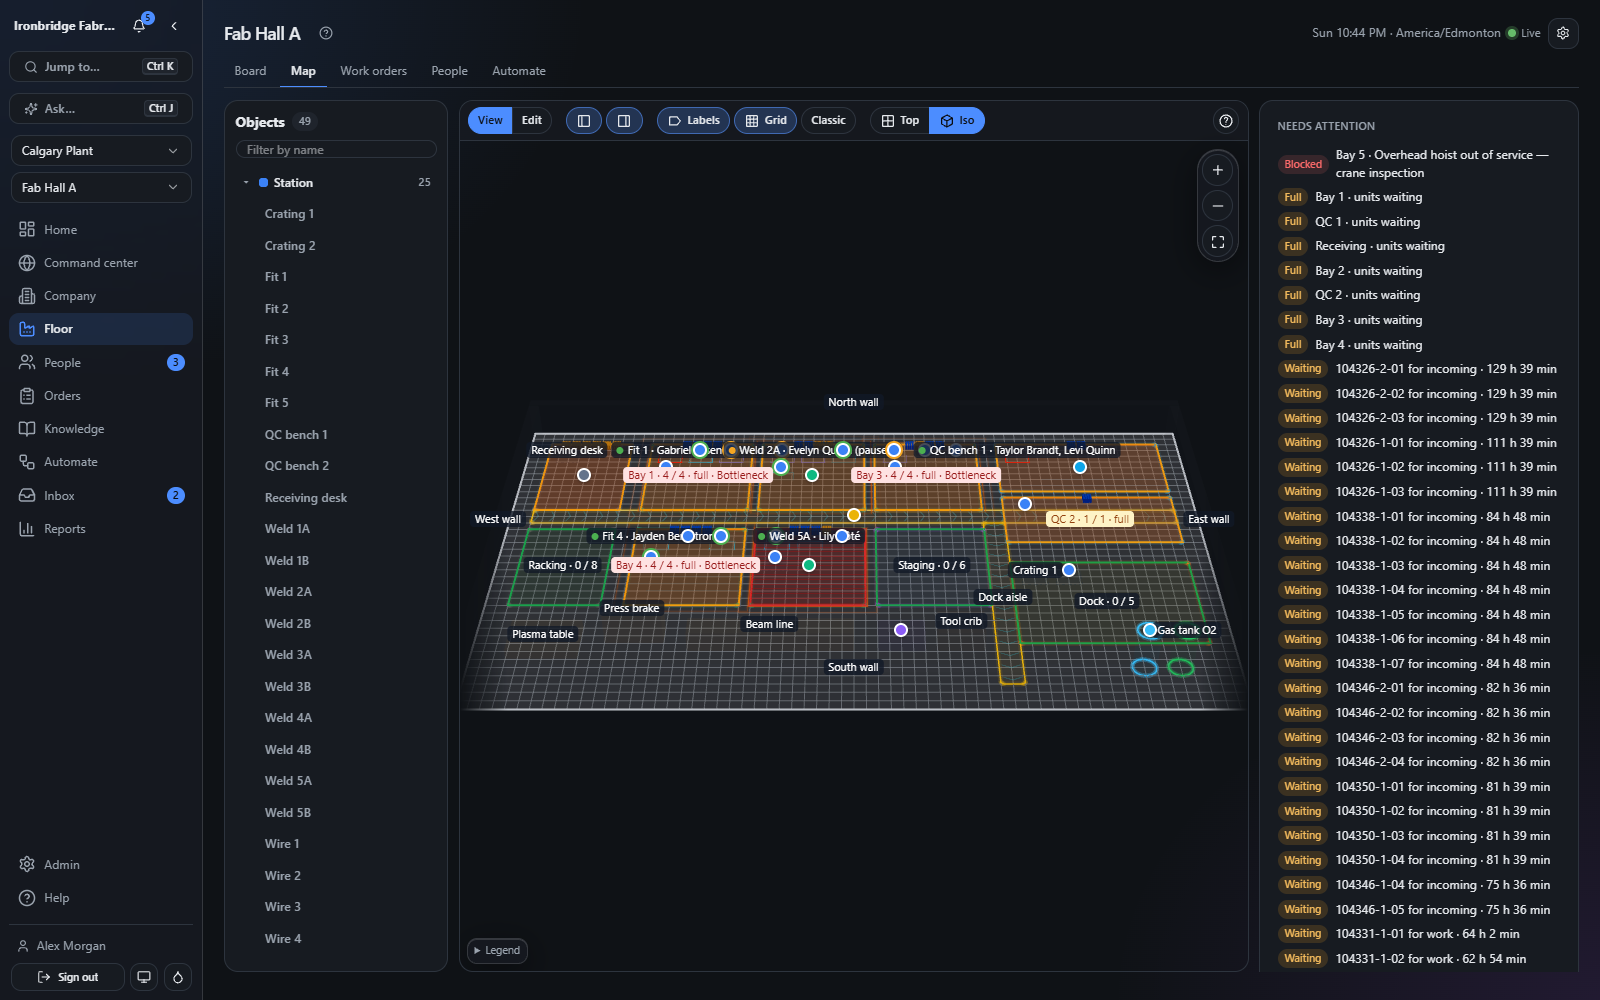 Ironbridge Fabr...
5
Jump to...
Ctrl K
Ask...
Ctrl J
Calgary Plant
Fab Hall A
Home
Command center
Company
Floor
People
3
Orders
Knowledge
Automate
Inbox
2
Reports
Admin
Help
Alex Morgan
Sign out
Fab Hall A
Sun 10:44 PM · America/Edmonton
Live
Board
Map
Work orders
People
Automate
Objects
49
Filter by name
Station
25
Crating 1
Crating 2
Fit 1
Fit 2
Fit 3
Fit 4
Fit 5
QC bench 1
QC bench 2
Receiving desk
Weld 1A
Weld 1B
Weld 2A
Weld 2B
Weld 3A
Weld 3B
Weld 4A
Weld 4B
Weld 5A
Weld 5B
Wire 1
Wire 2
Wire 3
Wire 4
View
Edit
Labels
Grid
Classic
Top
Iso
North wall
Receiving desk
Fit 1 · Gabriel
Weld 2A · Evelyn
QC bench 1 · Taylor Brandt, Levi Quinn
Bay 1 · 4 / 4 · full · Bottleneck
Bay 3 · 4 / 4 · full · Bottleneck
West wall
QC 2 · 1 / 1 · full
East wall
Fit 4 · Jayden
Weld 5A · Lily
Racking · 0 / 8
Bay 4 · 4 / 4 · full · Bottleneck
Staging · 0 / 6
Crating 1
Press brake
Dock aisle
Dock · 0 / 5
Plasma table
Beam line
Tool crib
Gas tank O2
South wall
Legend
NEEDS ATTENTION
Blocked
Bay 5 · Overhead hoist out of service —
crane inspection
Full Bay 1 · units waiting
Full QC 1 · units waiting
Full Receiving · units waiting
Full Bay 2 · units waiting
Full QC 2 · units waiting
Full Bay 3 · units waiting
Full Bay 4 · units waiting
Waiting 104326-2-01 for incoming · 129 h 39 min
Waiting 104326-2-02 for incoming · 129 h 39 min
Waiting 104326-2-03 for incoming · 129 h 39 min
Waiting 104326-1-01 for incoming · 111 h 39 min
Waiting 104326-1-02 for incoming · 111 h 39 min
Waiting 104326-1-03 for incoming · 111 h 39 min
Waiting 104338-1-01 for incoming · 84 h 48 min
Waiting 104338-1-02 for incoming · 84 h 48 min
Waiting 104338-1-03 for incoming · 84 h 48 min
Waiting 104338-1-04 for incoming · 84 h 48 min
Waiting 104338-1-05 for incoming · 84 h 48 min
Waiting 104338-1-06 for incoming · 84 h 48 min
Waiting 104338-1-07 for incoming · 84 h 48 min
Waiting 104346-2-01 for incoming · 82 h 36 min
Waiting 104346-2-02 for incoming · 82 h 36 min
Waiting 104346-2-03 for incoming · 82 h 36 min
Waiting 104346-2-04 for incoming · 82 h 36 min
Waiting 104350-1-01 for incoming · 81 h 39 min
Waiting 104350-1-02 for incoming · 81 h 39 min
Waiting 104350-1-03 for incoming · 81 h 39 min
Waiting 104350-1-04 for incoming · 81 h 39 min
Waiting 104346-1-04 for incoming · 75 h 36 min
Waiting 104346-1-05 for incoming · 75 h 36 min
Waiting 104331-1-01 for work · 64 h 2 min
Waiting 104331-1-02 for work · 62 h 54 min